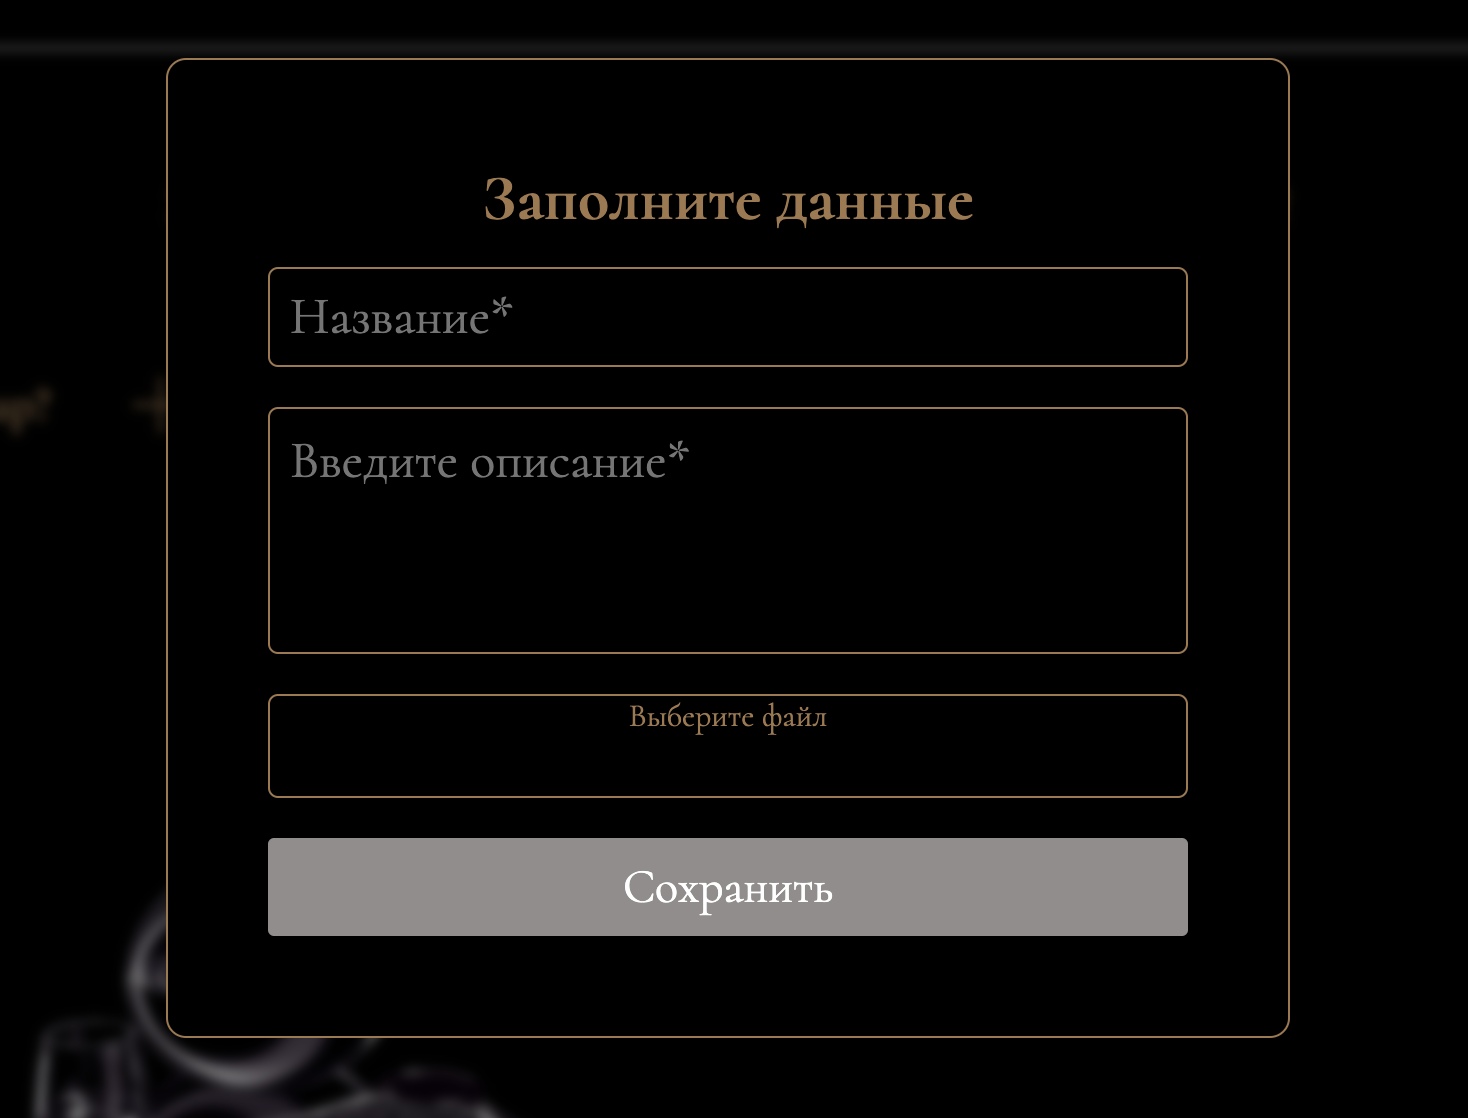 Заполните данные
Название*
Введите описание*
Выберите файл
Сохранить